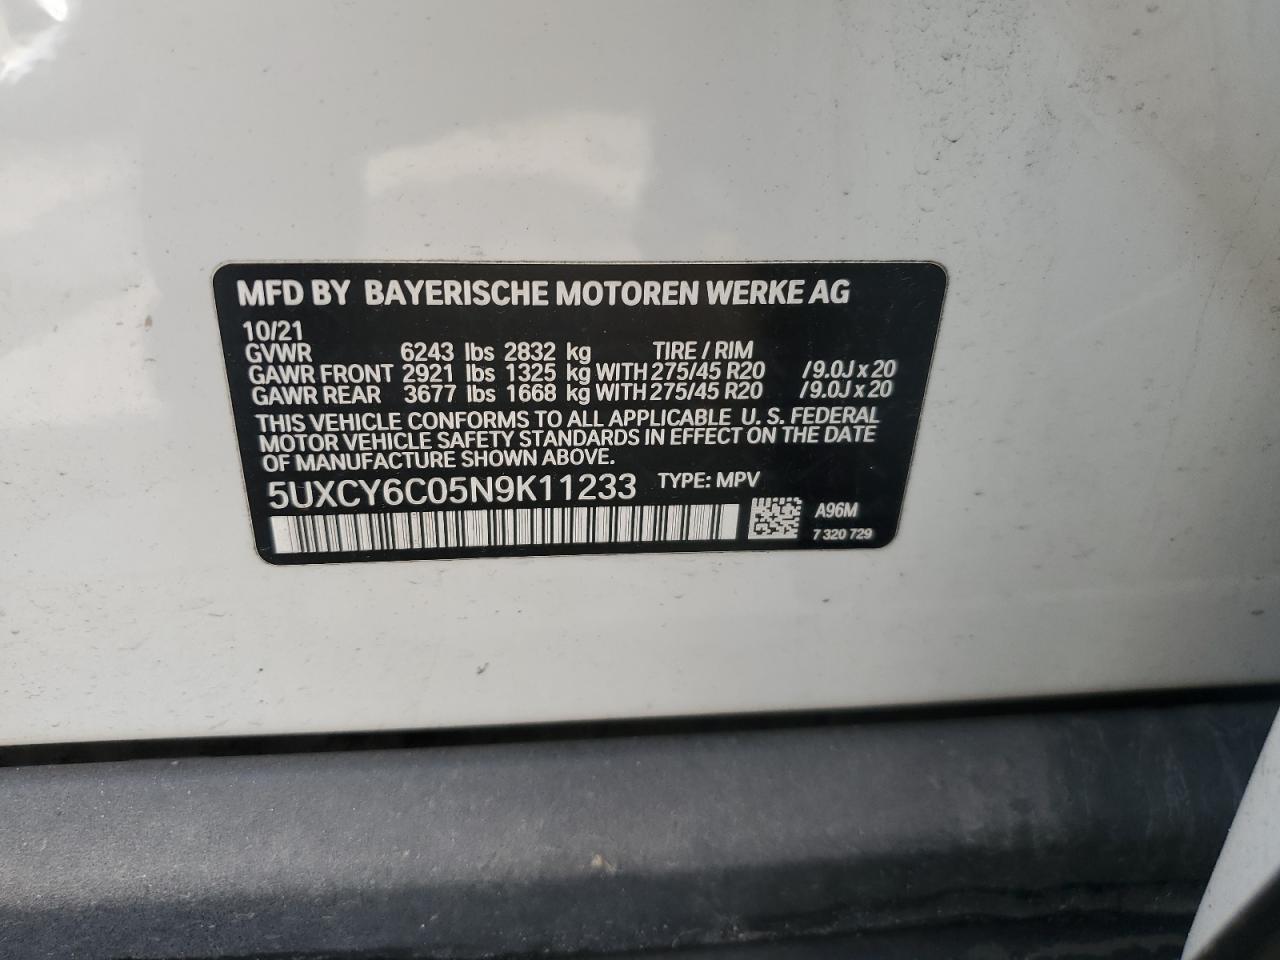 MFD BY BAYERISCHE MOTOREN WERKE AG
10/21
GVWR 6243 lbs 2832 kg TIRE / RIM
GAWR FRONT 2921 lbs 1325 kg WITH 275/45 R20 /9.0J x 20
GAWR REAR 3677 lbs 1668 kg WITH 275/45 R20 /9.0J x 20
THIS VEHICLE CONFORMS TO ALL APPLICABLE U. S. FEDERAL
MOTOR VEHICLE SAFETY STANDARDS IN EFFECT ON THE DATE
OF MANUFACTURE SHOWN ABOVE.
5UXCY6C05N9K11233 TYPE: MPV
A96M
7 320 729